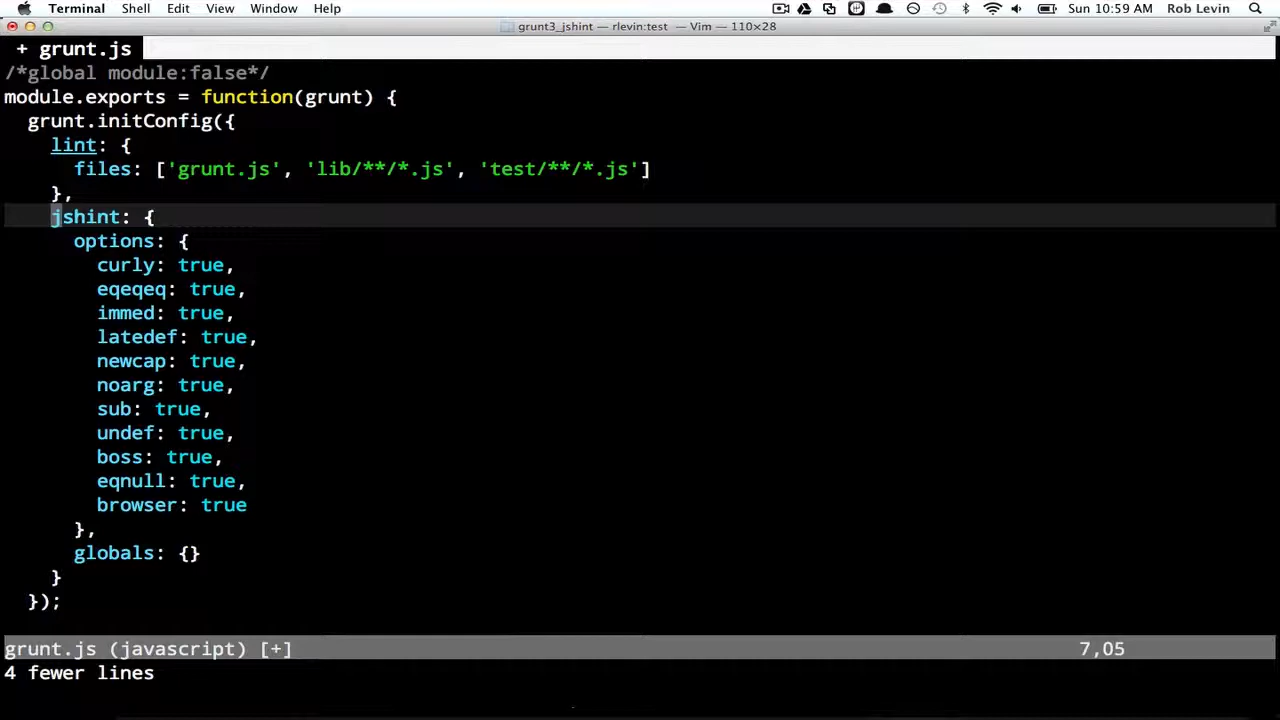 Terminal Shell Edit View Window Help Sun 10:59 AM Rob Levin
grunt3_jshint — rlevin:test — Vim — 110×28
+ grunt.js
/*global module:false*/
module.exports = function(grunt) {
  grunt.initConfig({
    lint: {
      files: ['grunt.js', 'lib/**/*.js', 'test/**/*.js']
    },
    jshint: {
      options: {
        curly: true,
        eqeqeq: true,
        immed: true,
        latedef: true,
        newcap: true,
        noarg: true,
        sub: true,
        undef: true,
        boss: true,
        eqnull: true,
        browser: true
      },
      globals: {}
    }
  });
grunt.js (javascript) [+] 7,05
4 fewer lines